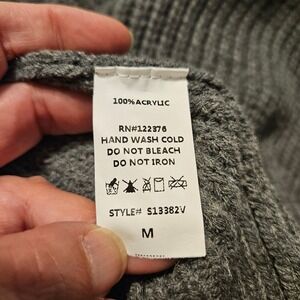 100%ACRYLIC
RN#122376
HAND WASH COLD
DO NOT BLEACH
DO NOT IRON
STYLE# S13382V
M